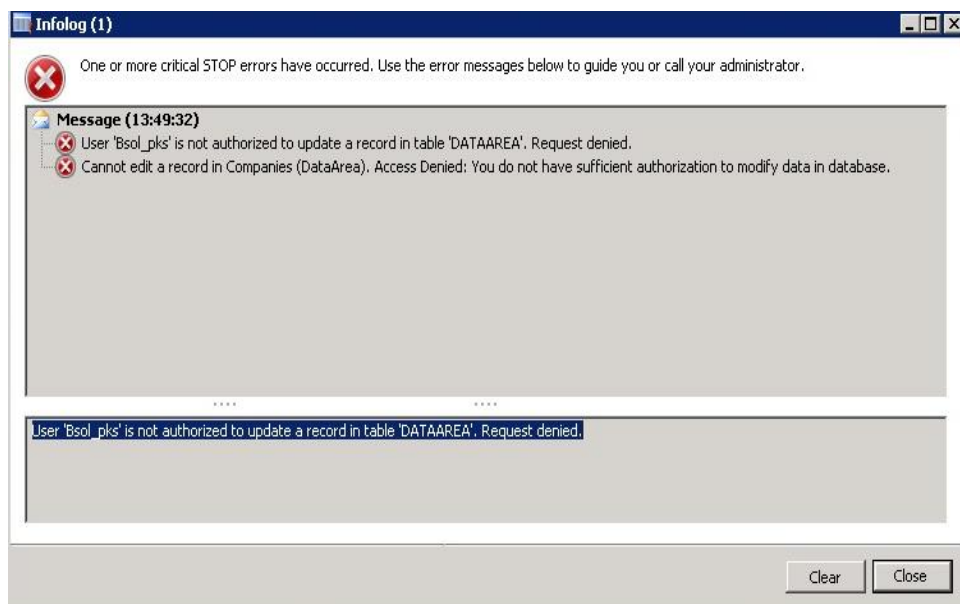 Infolog (1)
One or more critical STOP errors have occurred. Use the error messages below to guide you or call your administrator.
Message (13:49:32)
User 'Bsol_pks' is not authorized to update a record in table 'DATAAREA'. Request denied.
Cannot edit a record in Companies (DataArea). Access Denied: You do not have sufficient authorization to modify data in database.
User 'Bsol_pks' is not authorized to update a record in table 'DATAAREA'. Request denied.
Clear
Close